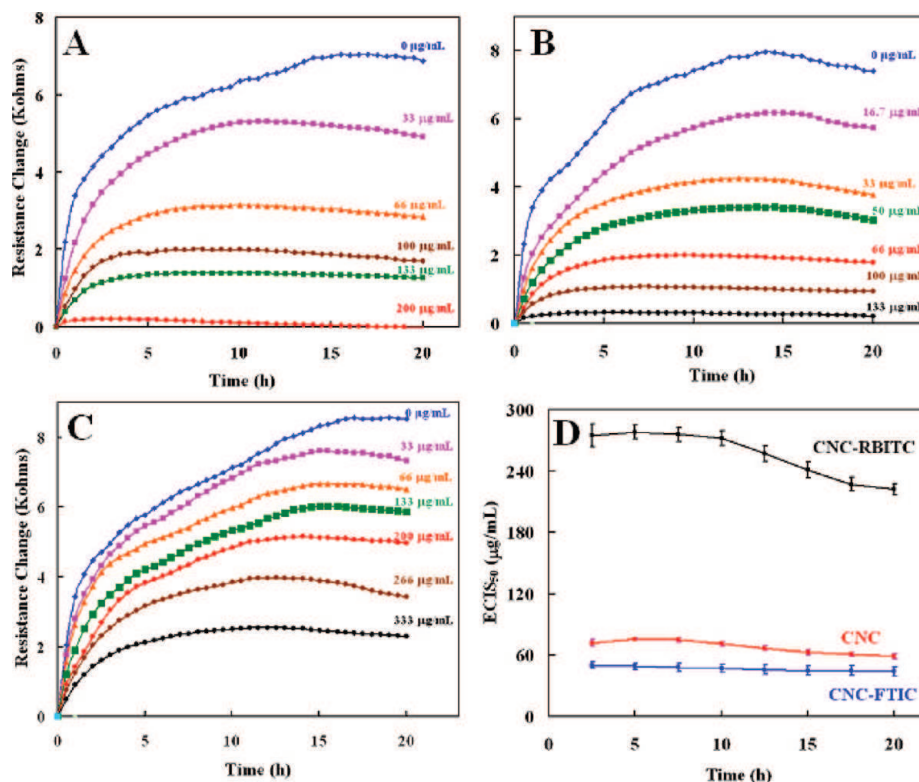 A
0 µg/mL
33 µg/mL
66 µg/mL
100 µg/mL
133 µg/mL
200 µg/mL
Resistance Change (Kohms)
0 2 4 6 8
0 5 10 15 20
Time (h)
B
0 µg/mL
16.7 µg/mL
33 µg/mL
50 µg/mL
66 µg/mL
100 µg/mL
133 µg/mL
0 2 4 6 8
0 5 10 15 20
Time (h)
C
0 µg/mL
33 µg/mL
66 µg/mL
133 µg/mL
200 µg/mL
266 µg/mL
333 µg/mL
Resistance Change (Kohms)
0 2 4 6 8
0 5 10 15 20
Time (h)
D
CNC-RBITC
CNC
CNC-FTIC
ECIS50 (µg/mL)
0 60 120 180 240 300
0 5 10 15 20
Time (h)